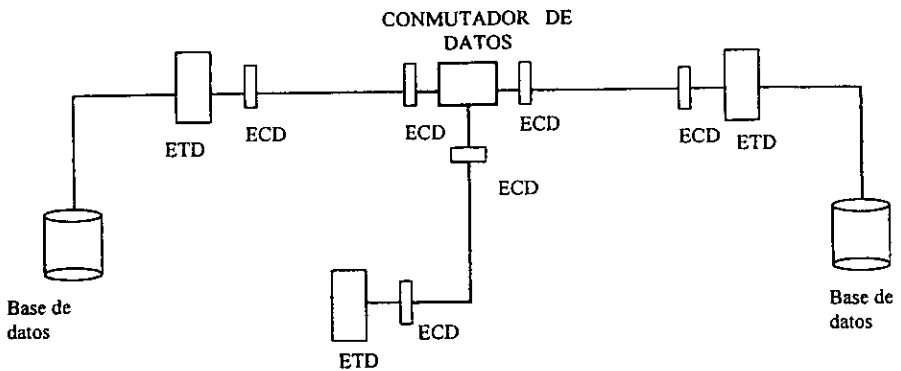 CONMUTADOR DE
DATOS
ETD
ECD
ECD
ECD
ECD
ETD
ECD
Base de
datos
Base de
datos
ECD
ETD